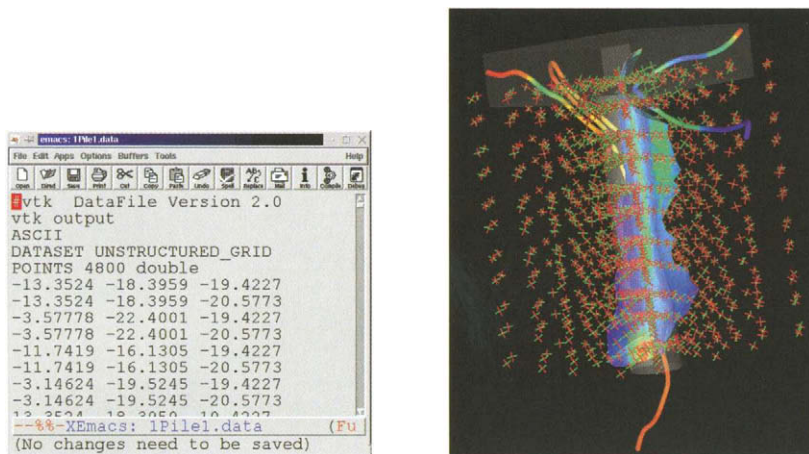 emacs: 1Pile1.data
File Edit Apps Options Buffers Tools Help
Open Dired Save Print Cut Copy Paste Undo Spell Replace Mail Info Compile Debug
#vtk DataFile Version 2.0
vtk output
ASCII
DATASET UNSTRUCTURED_GRID
POINTS 4800 double
-13.3524 -18.3959 -19.4227
-13.3524 -18.3959 -20.5773
-3.57778 -22.4001 -19.4227
-3.57778 -22.4001 -20.5773
-11.7419 -16.1305 -19.4227
-11.7419 -16.1305 -20.5773
-3.14624 -19.5245 -19.4227
-3.14624 -19.5245 -20.5773
--%%-XEmacs: 1Pile1.data (Fu
(No changes need to be saved)